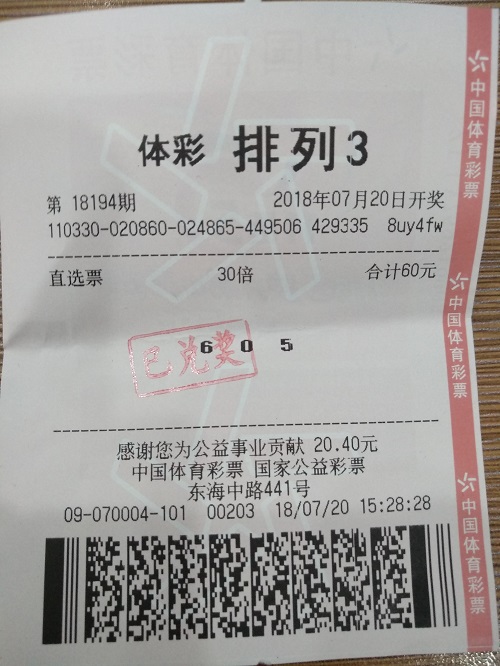 体彩 排列3
第 18194期 2018年07月20日开奖
110330-020860-024865-449506 429335 8uy4fw
直选票 30倍 合计60元
6 0 5
已兑奖
感谢您为公益事业贡献 20.40元
中国体育彩票 国家公益彩票
东海中路441号
09-070004-101 00203 18/07/20 15:28:28
中国体育彩票
中国体育彩票
中国体育彩票